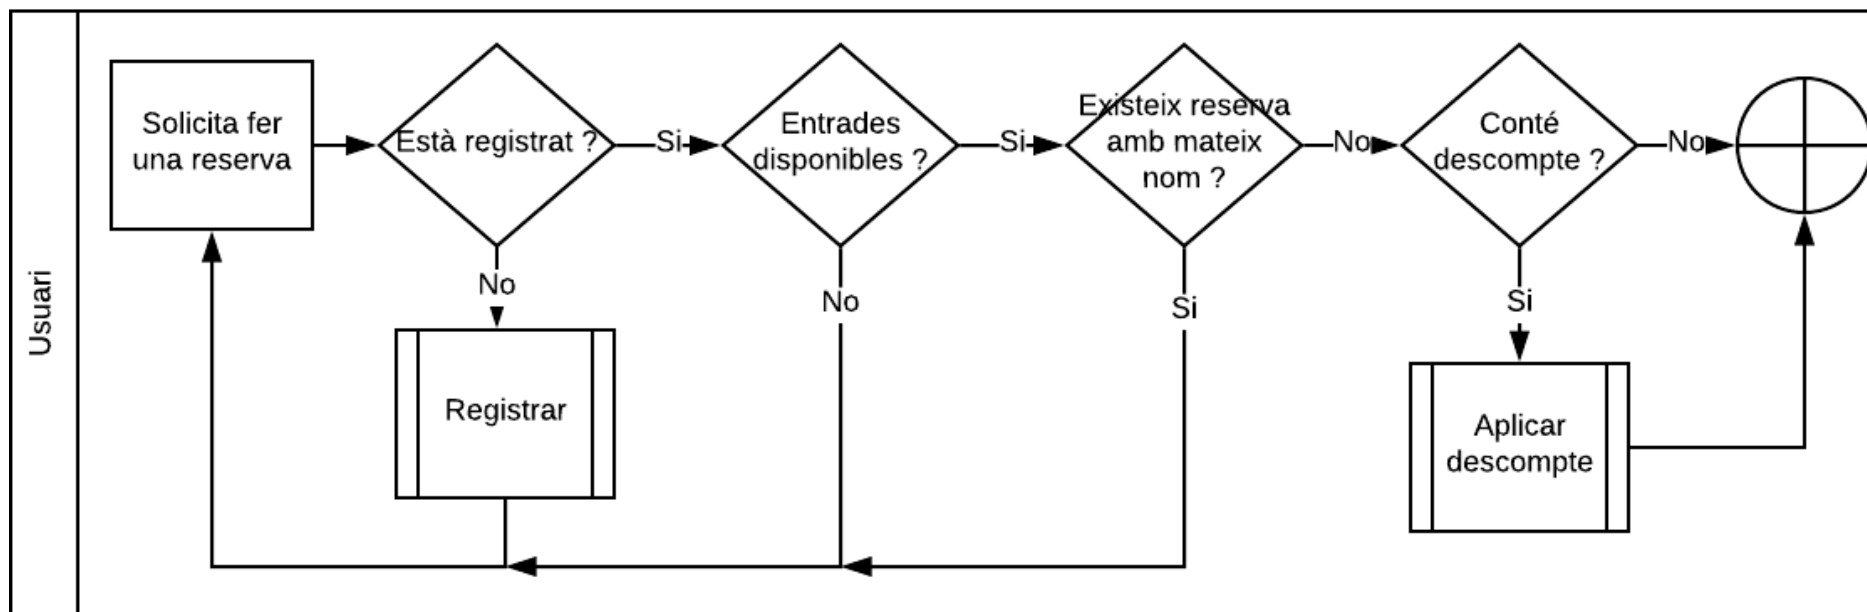 Usuari
Solicita fer
una reserva
Està registrat ?
Si
Entrades
disponibles ?
Si
Existeix reserva
amb mateix
nom ?
No
Conté
descompte ?
No
No
No
Si
Si
Registrar
Aplicar
descompte